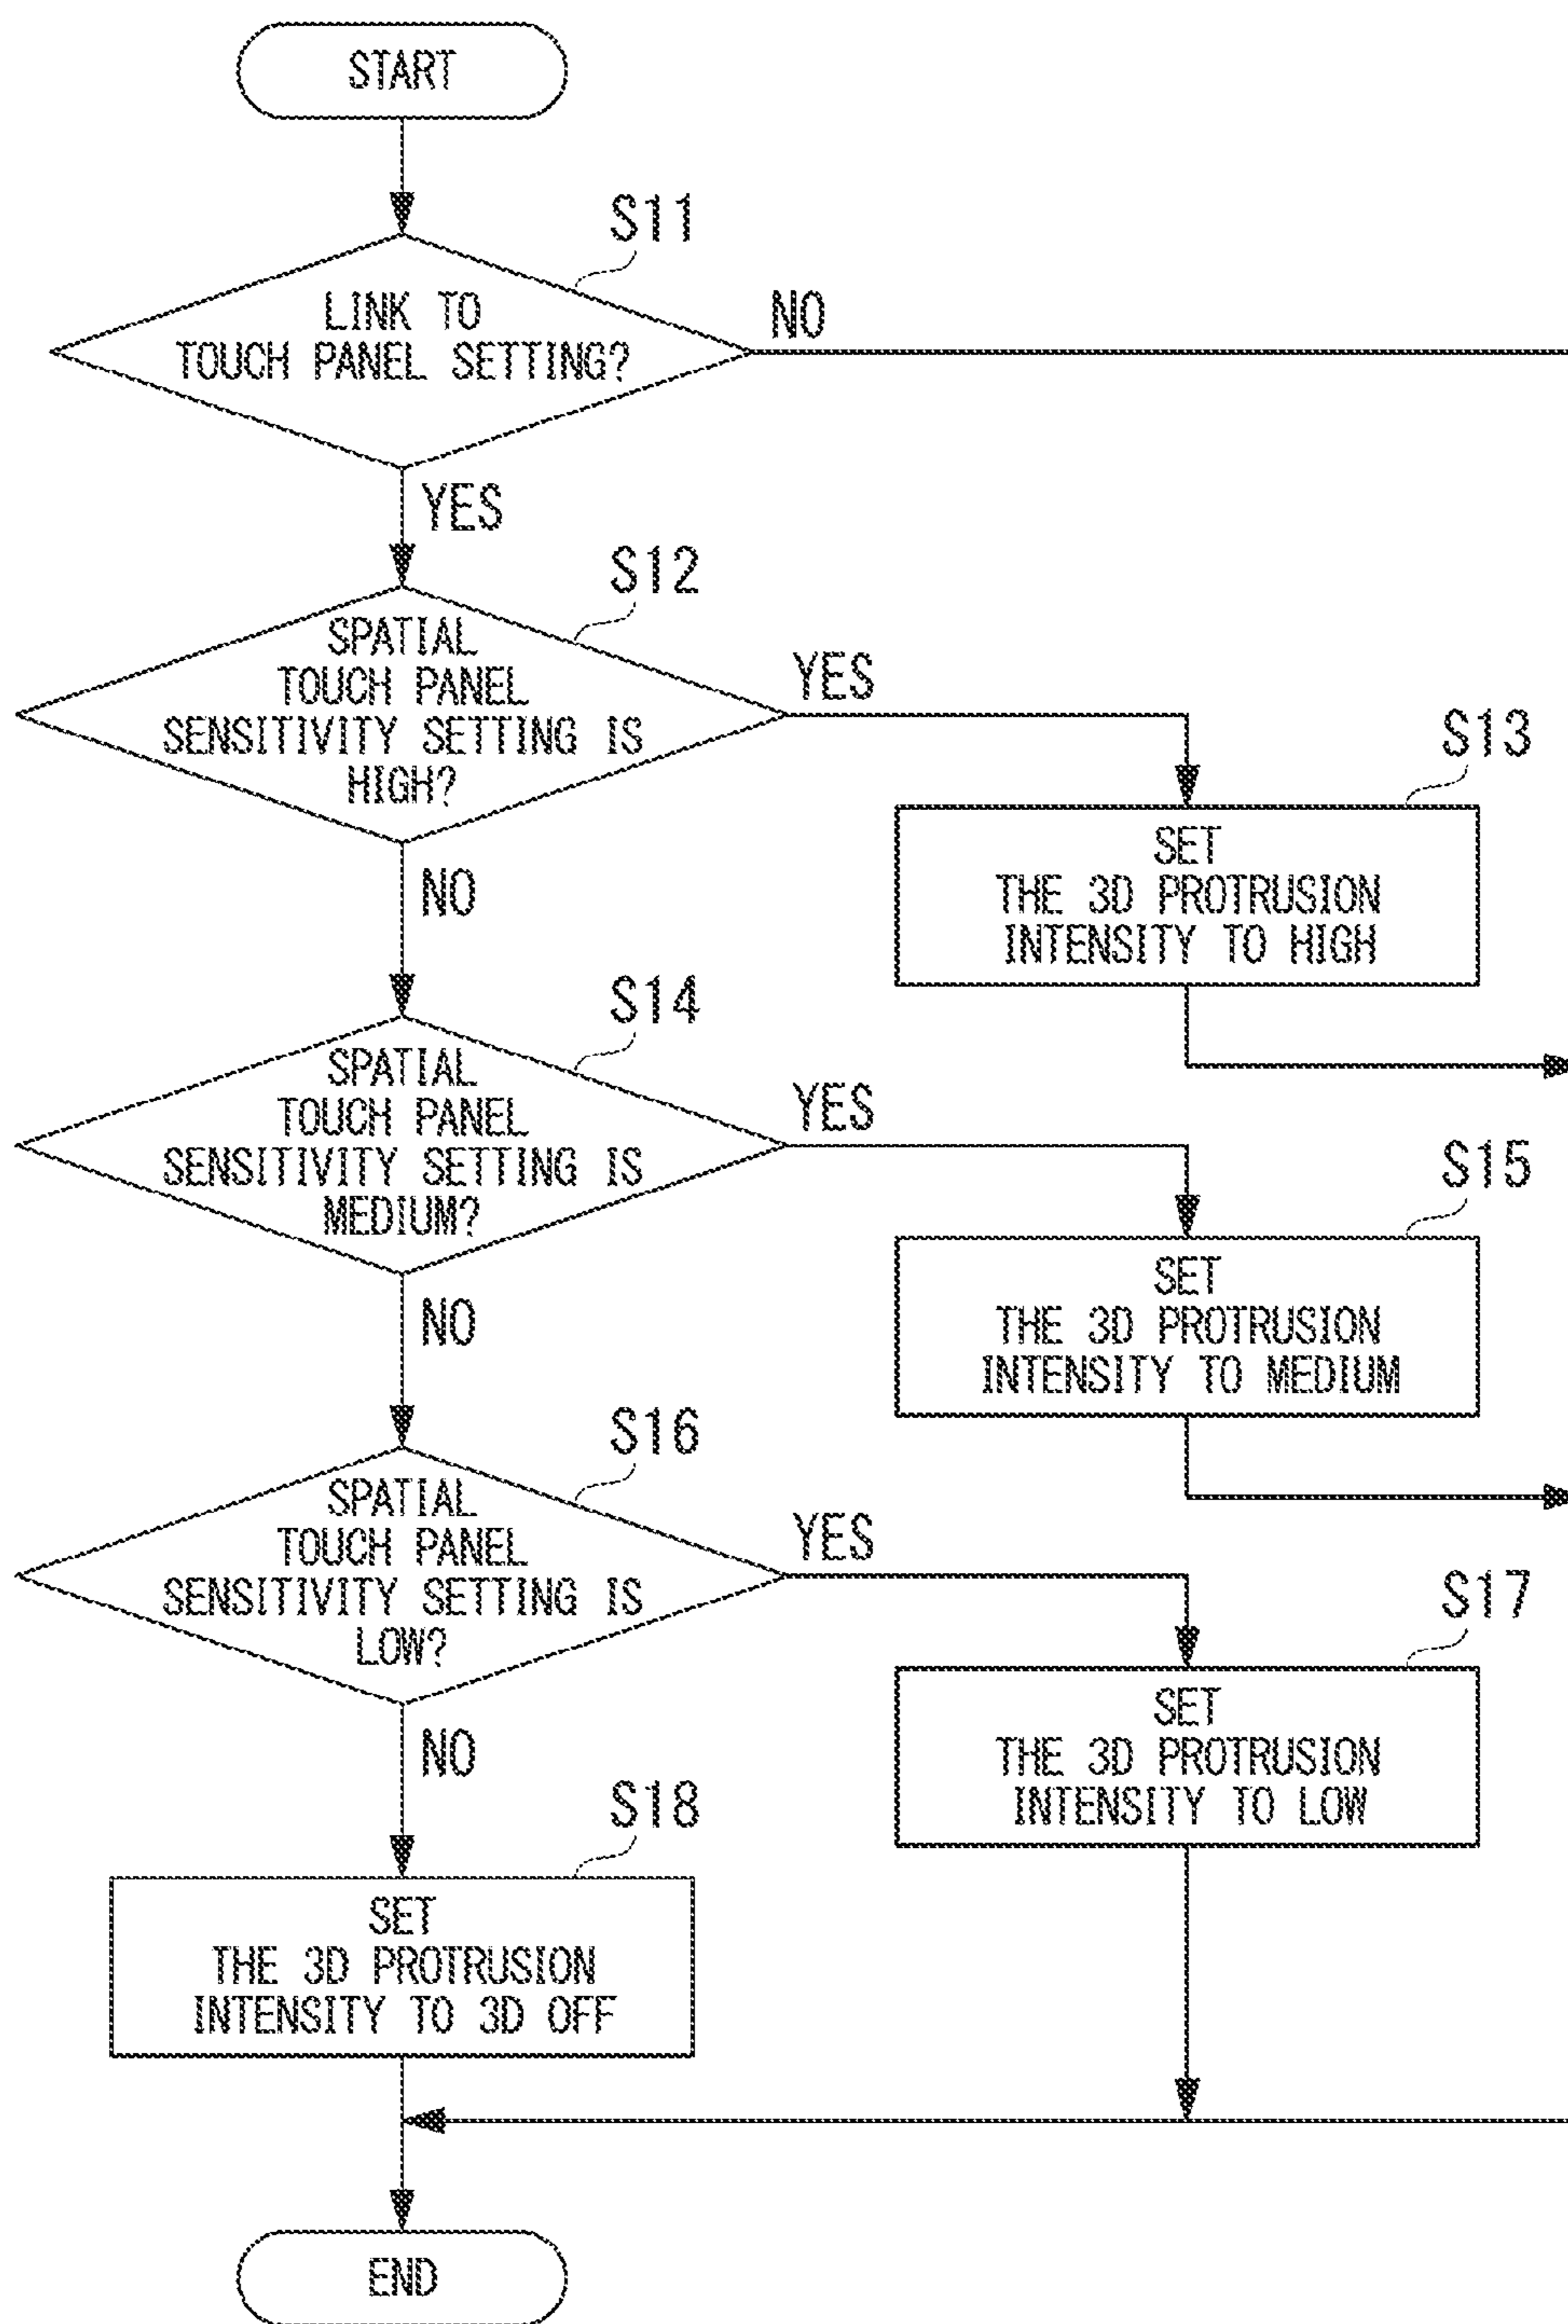 START
S11
LINK TO
TOUCH PANEL SETTING?
NO
YES
S12
SPATIAL
TOUCH PANEL
SENSITIVITY SETTING IS
HIGH?
YES
S13
SET
THE 3D PROTRUSION
INTENSITY TO HIGH
NO
S14
SPATIAL
TOUCH PANEL
SENSITIVITY SETTING IS
MEDIUM?
YES
S15
SET
THE 3D PROTRUSION
INTENSITY TO MEDIUM
NO
S16
SPATIAL
TOUCH PANEL
SENSITIVITY SETTING IS
LOW?
YES
S17
SET
THE 3D PROTRUSION
INTENSITY TO LOW
NO
S18
SET
THE 3D PROTRUSION
INTENSITY TO 3D OFF
END